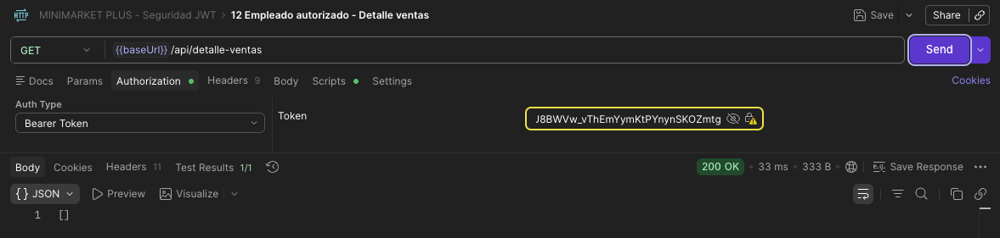 HTTP MINIMARKET PLUS - Seguridad JWT > 12 Empleado autorizado - Detalle ventas Save Share
GET {{baseUrl}}/api/detalle-ventas Send
Docs Params Authorization Headers 9 Body Scripts Settings Cookies
Auth Type
Bearer Token
Token J8BWVw_vThEmYymKtPYnynSKOZmtg
Body Cookies Headers 11 Test Results 1/1 200 OK • 33 ms • 333 B • e.g. Save Response
{} JSON Preview Visualize
1 []